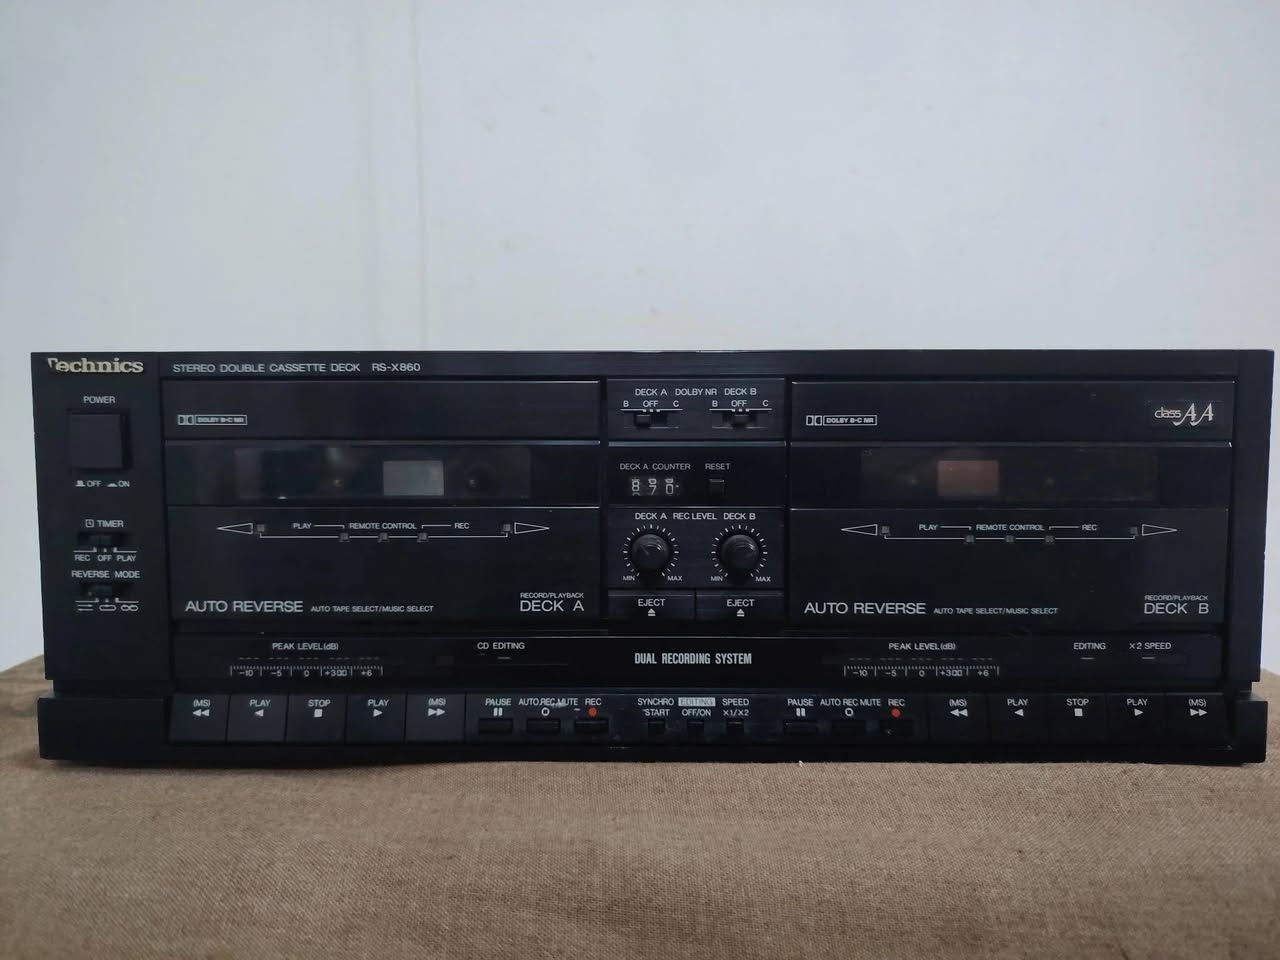 Technics
STEREO DOUBLE CASSETTE DECK RS-X860
POWER
OFF ON
TIMER
REC OFF PLAY
REVERSE MODE
DOLBY B-C NR
PLAY REMOTE CONTROL REC
AUTO REVERSE AUTO TAPE SELECT/MUSIC SELECT
RECORD/PLAYBACK
DECK A
DECK A DOLBY NR DECK B
B OFF C B OFF C
DECK A COUNTER RESET
870
DECK A REC LEVEL DECK B
MIN MAX MIN MAX
EJECT EJECT
DOLBY B-C NR
class AA
PLAY REMOTE CONTROL REC
AUTO REVERSE AUTO TAPE SELECT/MUSIC SELECT
RECORD/PLAYBACK
DECK B
PEAK LEVEL(dB)
-10 -5 0 +3 +6
CD EDITING
DUAL RECORDING SYSTEM
PEAK LEVEL(dB)
-10 -5 0 +3 +6
EDITING ×2 SPEED
(MS) PLAY STOP PLAY (MS)
PAUSE AUTO REC MUTE REC
SYNCHRO EDITING SPEED
START OFF/ON ×1/×2
PAUSE AUTO REC MUTE REC
(MS) PLAY STOP PLAY (MS)